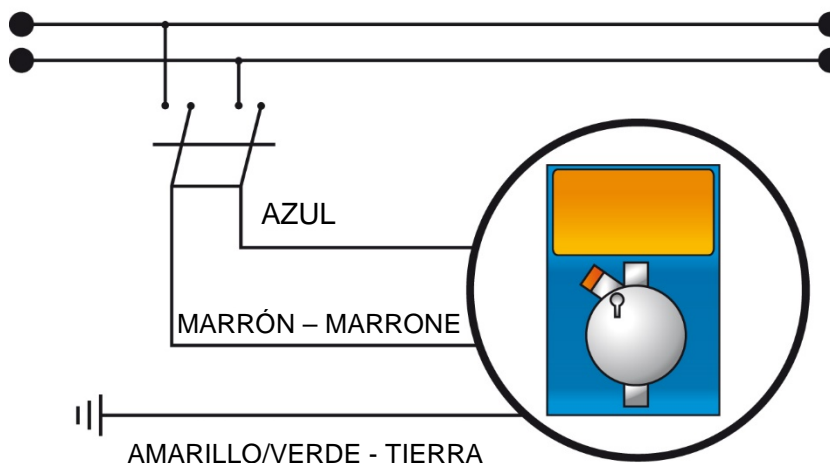 AZUL
MARRÓN – MARRONE
AMARILLO/VERDE - TIERRA